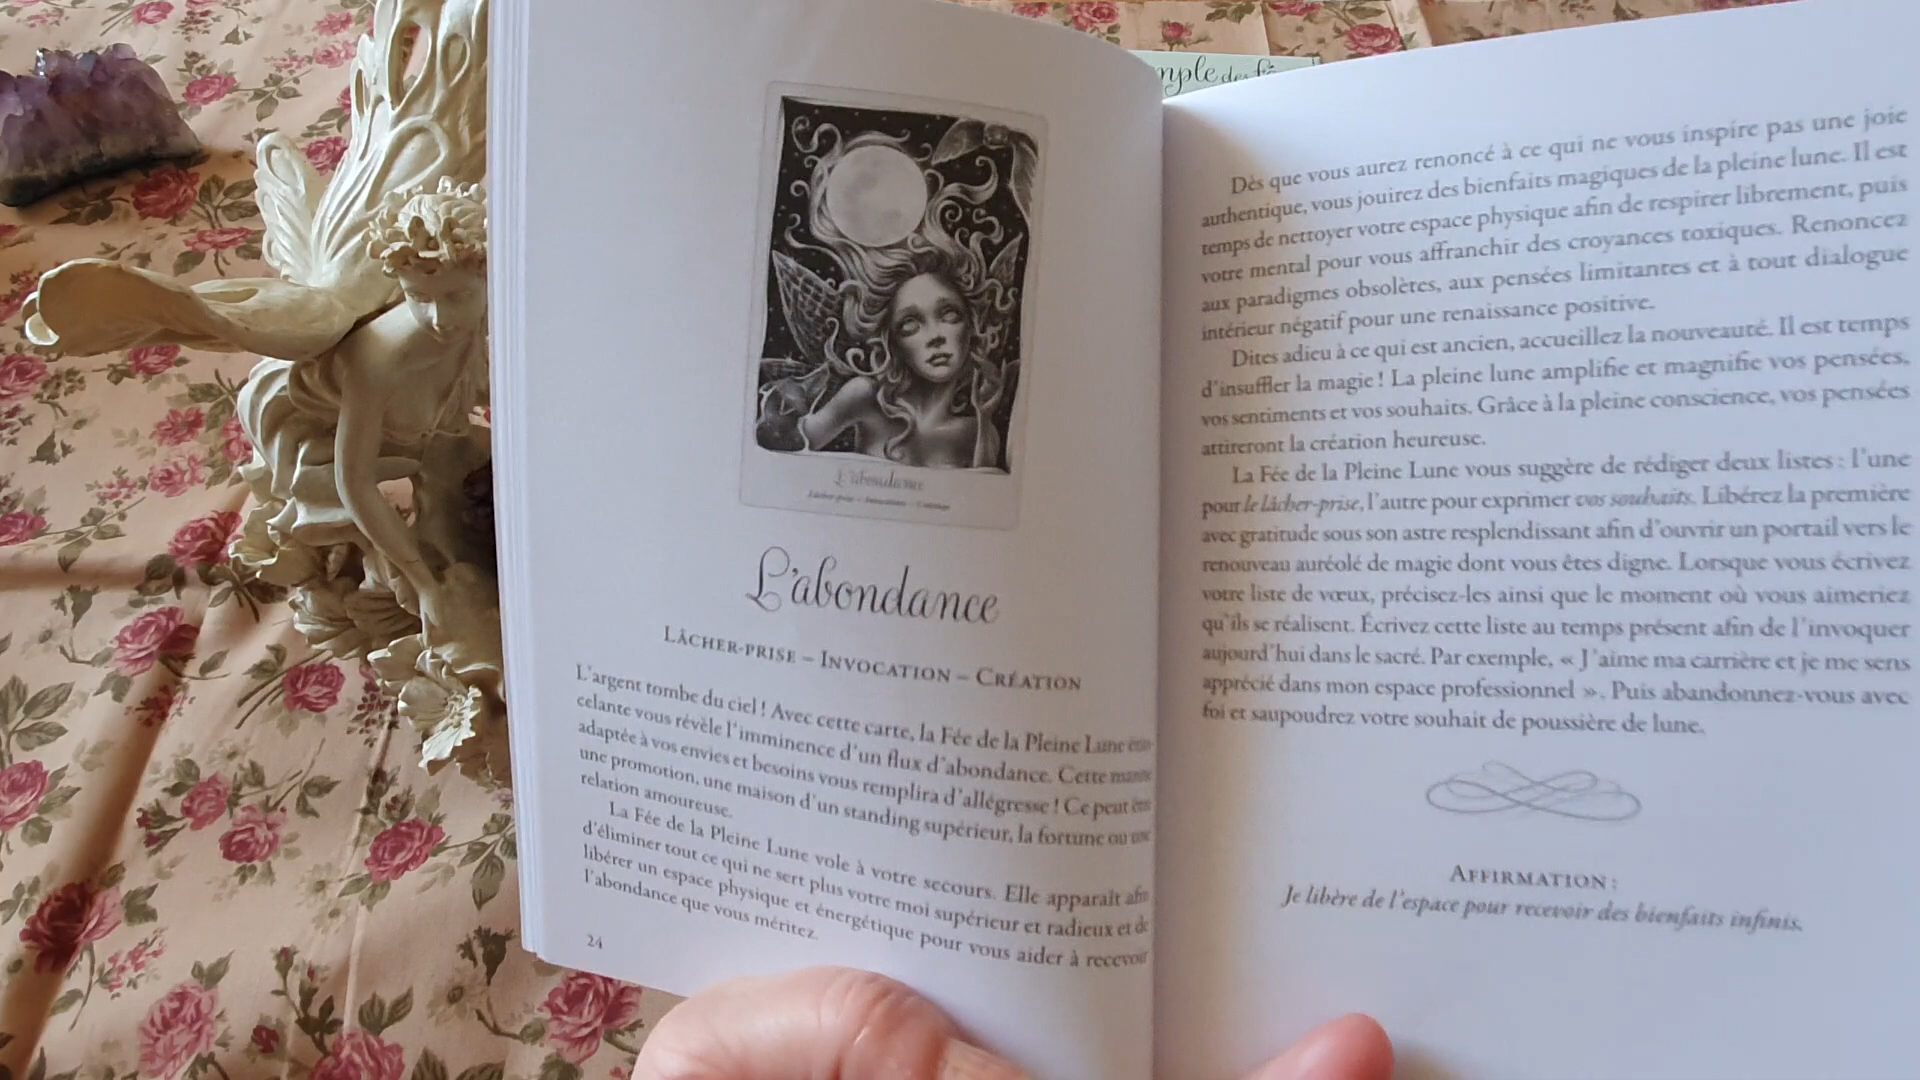 mple des fé
L'abondance
Lâcher-prise – Invocation – Création
L'abondance
LÂCHER-PRISE – INVOCATION – CRÉATION
L'argent tombe du ciel ! Avec cette carte, la Fée de la Pleine Lune
celante vous révèle l'imminence d'un flux d'abondance. Cette manne
adaptée à vos envies et besoins vous remplira d'allégresse ! Ce peut être
une promotion, une maison d'un standing supérieur, la fortune ou une
relation amoureuse.
La Fée de la Pleine Lune vole à votre secours. Elle apparaît afin
d'éliminer tout ce qui ne sert plus votre moi supérieur et radieux et de
libérer un espace physique et énergétique pour vous aider à recevoir
l'abondance que vous méritez.
24
Dès que vous aurez renoncé à ce qui ne vous inspire pas une joie
authentique, vous jouirez des bienfaits magiques de la pleine lune. Il est
temps de nettoyer votre espace physique afin de respirer librement, puis
votre mental pour vous affranchir des croyances toxiques. Renoncez
aux paradigmes obsolètes, aux pensées limitantes et à tout dialogue
intérieur négatif pour une renaissance positive.
Dites adieu à ce qui est ancien, accueillez la nouveauté. Il est temps
d'insuffler la magie ! La pleine lune amplifie et magnifie vos pensées,
vos sentiments et vos souhaits. Grâce à la pleine conscience, vos pensées
attireront la création heureuse.
La Fée de la Pleine Lune vous suggère de rédiger deux listes : l'une
pour le lâcher-prise, l'autre pour exprimer vos souhaits. Libérez la première
avec gratitude sous son astre resplendissant afin d'ouvrir un portail vers le
renouveau auréolé de magie dont vous êtes digne. Lorsque vous écrivez
votre liste de vœux, précisez-les ainsi que le moment où vous aimeriez
qu'ils se réalisent. Écrivez cette liste au temps présent afin de l'invoquer
aujourd'hui dans le sacré. Par exemple, « J'aime ma carrière et je me sens
apprécié dans mon espace professionnel ». Puis abandonnez-vous avec
foi et saupoudrez votre souhait de poussière de lune.
AFFIRMATION :
Je libère de l'espace pour recevoir des bienfaits infinis.